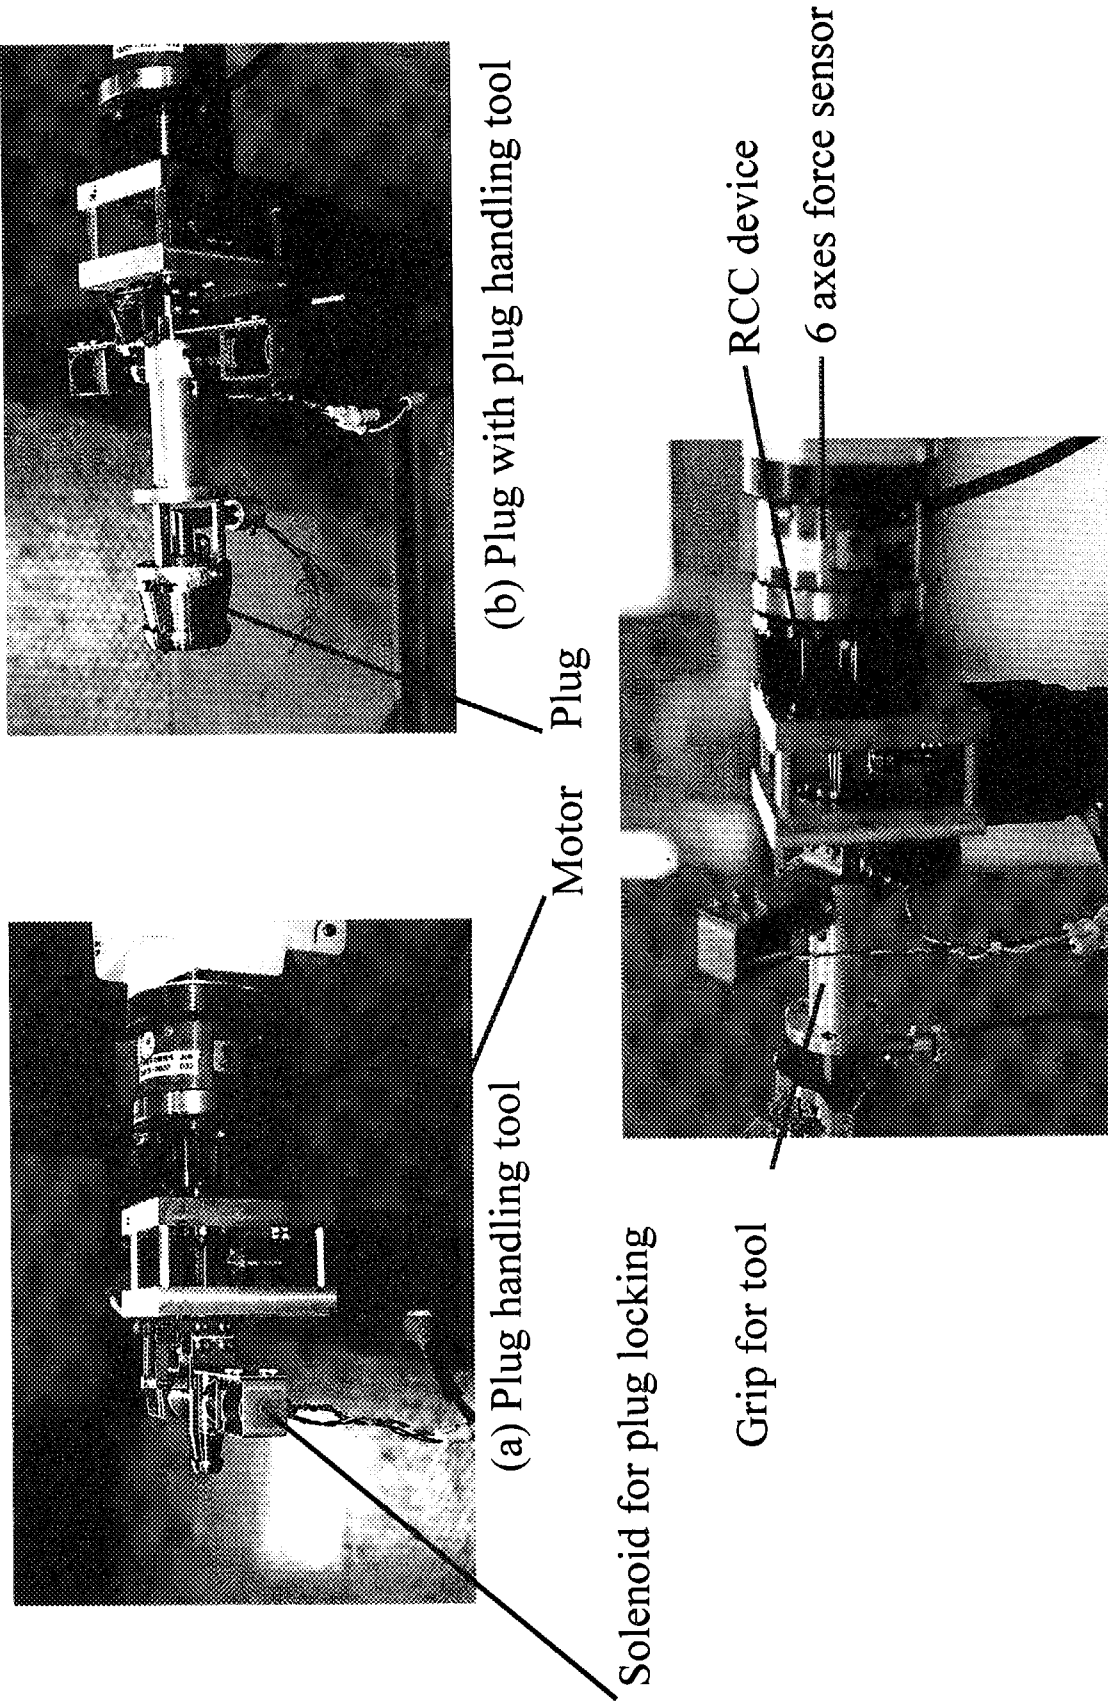 (a) Plug handling tool
(b) Plug with plug handling tool
Motor
Plug
Solenoid for plug locking
Grip for tool
RCC device
6 axes force sensor